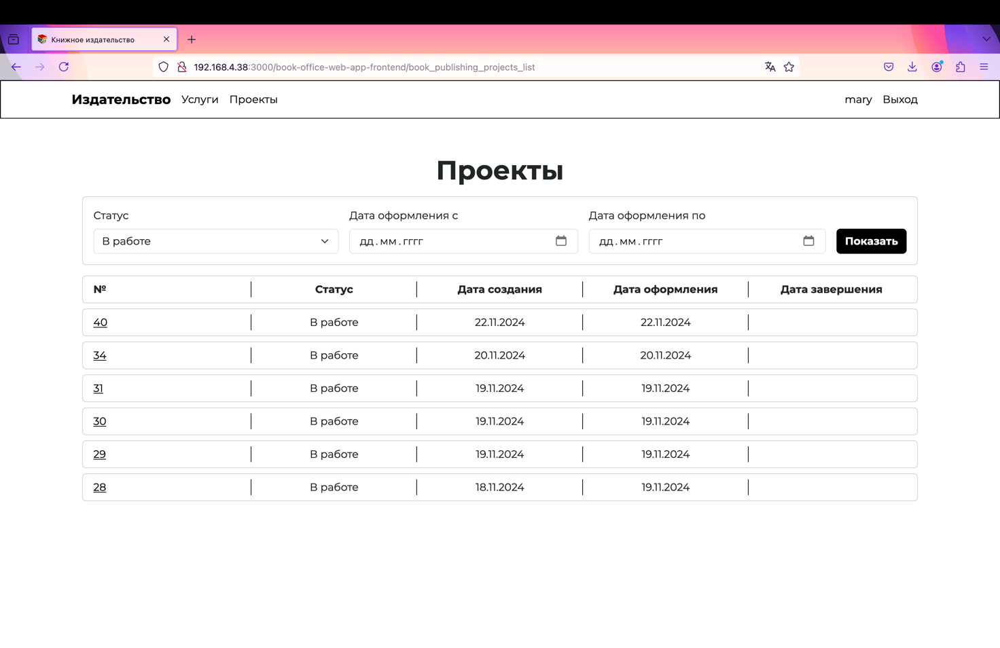 Книжное издательство
192.168.4.38:3000/book-office-web-app-frontend/book_publishing_projects_list
Издательство Услуги Проекты mary Выход
Проекты
Статус Дата оформления с Дата оформления по
В работе дд.мм.гггг дд.мм.гггг Показать
№ Статус Дата создания Дата оформления Дата завершения
40 В работе 22.11.2024 22.11.2024
34 В работе 20.11.2024 20.11.2024
31 В работе 19.11.2024 19.11.2024
30 В работе 19.11.2024 19.11.2024
29 В работе 19.11.2024 19.11.2024
28 В работе 18.11.2024 19.11.2024